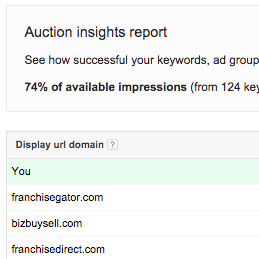 Auction insights report
See how successful your keywords, ad group
74% of available impressions (from 124 key
Display url domain ?
You
franchisegator.com
bizbuysell.com
franchisedirect.com